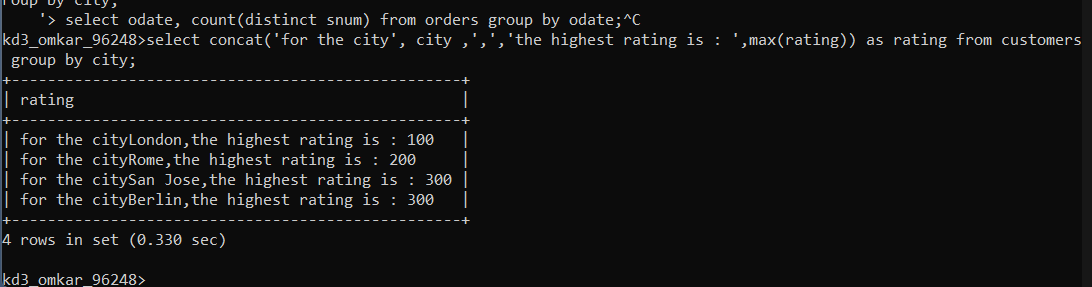 roup by city;
'> select odate, count(distinct snum) from orders group by odate;^C
kd3_omkar_96248>select concat('for the city', city ,',','the highest rating is : ',max(rating)) as rating from customers
group by city;
+--------------------------------------------------+
| rating                                           |
+--------------------------------------------------+
| for the cityLondon,the highest rating is : 100   |
| for the cityRome,the highest rating is : 200     |
| for the citySan Jose,the highest rating is : 300 |
| for the cityBerlin,the highest rating is : 300   |
+--------------------------------------------------+
4 rows in set (0.330 sec)
kd3_omkar_96248>